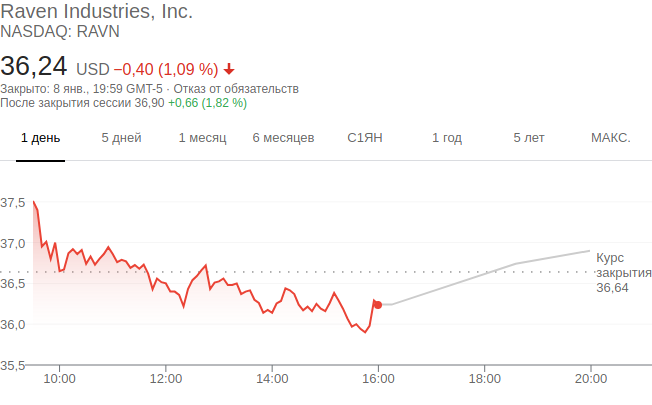 Raven Industries, Inc.
NASDAQ: RAVN
36,24 USD −0,40 (1,09 %)
Закрыто: 8 янв., 19:59 GMT-5 · Отказ от обязательств
После закрытия сессии 36,90 +0,66 (1,82 %)
1 день 5 дней 1 месяц 6 месяцев С1ЯН 1 год 5 лет МАКС.
37,5
37,0
Курс
закрытия
36,64
36,5
36,0
35,5
10:00 12:00 14:00 16:00 18:00 20:00